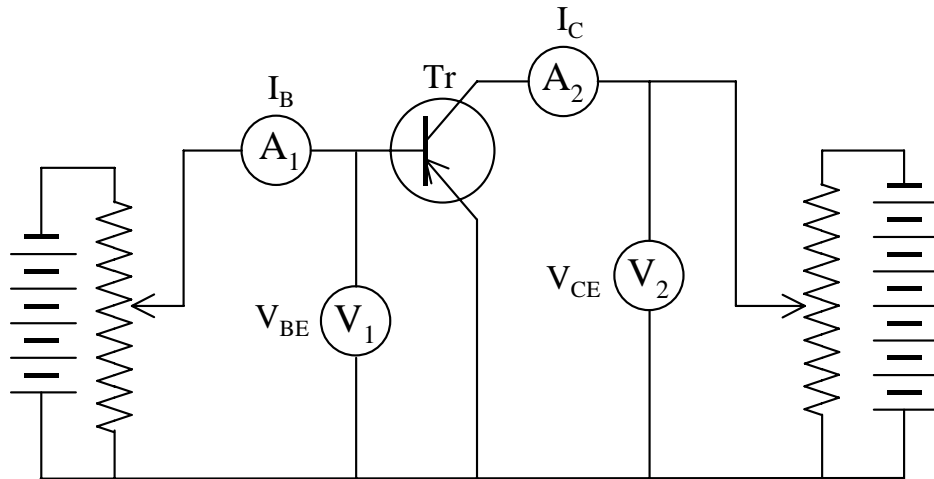 I_C
Tr
A_2
I_B
A_1
V_CE
V_2
V_BE
V_1